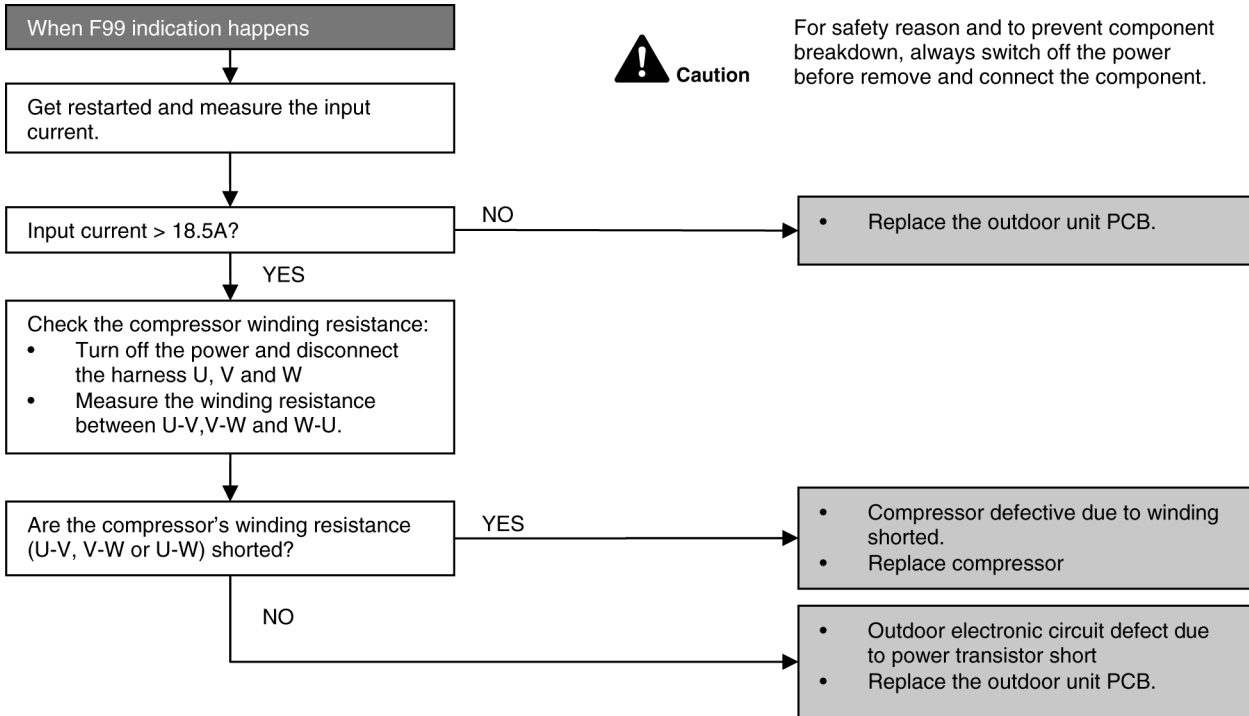 When F99 indication happens
Caution
For safety reason and to prevent component
breakdown, always switch off the power
before remove and connect the component.
Get restarted and measure the input
current.
Input current > 18.5A?
NO
• Replace the outdoor unit PCB.
YES
Check the compressor winding resistance:
• Turn off the power and disconnect
the harness U, V and W
• Measure the winding resistance
between U-V,V-W and W-U.
Are the compressor's winding resistance
(U-V, V-W or U-W) shorted?
YES
• Compressor defective due to winding
shorted.
• Replace compressor
NO
• Outdoor electronic circuit defect due
to power transistor short
• Replace the outdoor unit PCB.